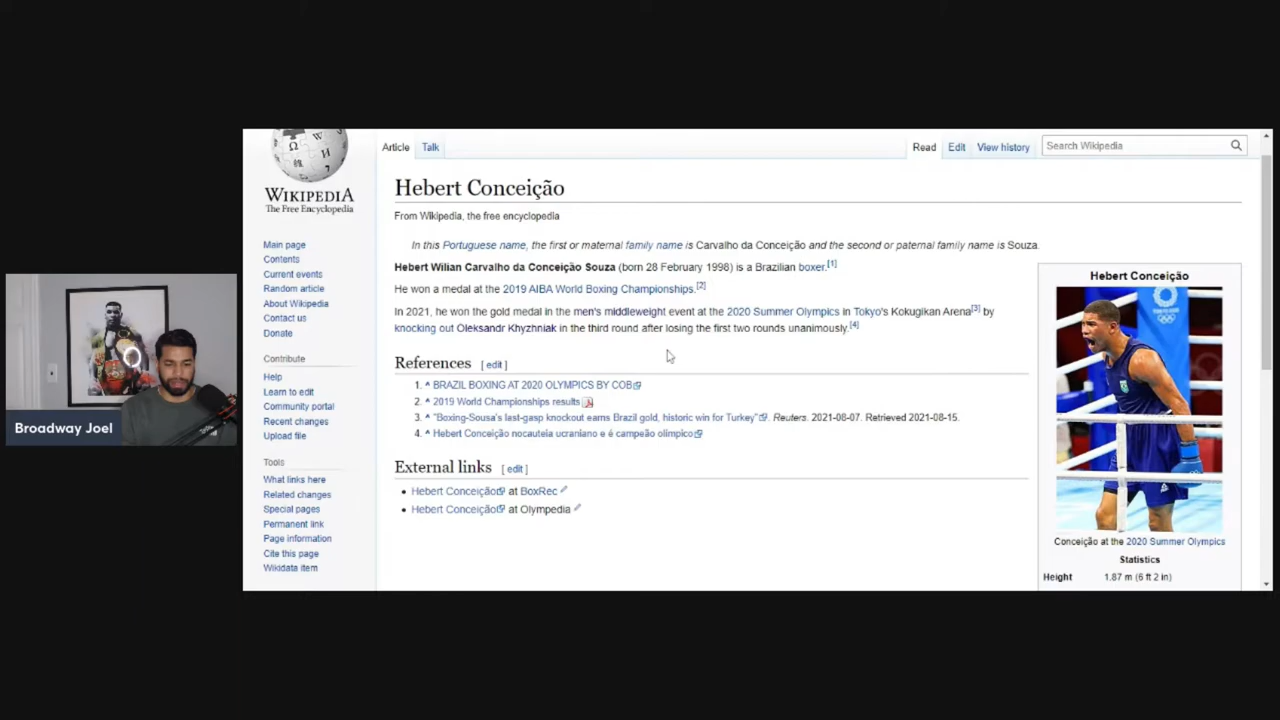 WIKIPEDIA
The Free Encyclopedia
Article Talk
Read Edit View history
Search Wikipedia
Main page
Contents
Current events
Random article
About Wikipedia
Contact us
Donate
Contribute
Help
Learn to edit
Community portal
Recent changes
Upload file
Tools
What links here
Related changes
Special pages
Permanent link
Page information
Cite this page
Wikidata item
Hebert Conceição
From Wikipedia, the free encyclopedia
In this Portuguese name, the first or maternal family name is Carvalho da Conceição and the second or paternal family name is Souza.
Hebert Wilian Carvalho da Conceição Souza (born 28 February 1998) is a Brazilian boxer.[1]
He won a medal at the 2019 AIBA World Boxing Championships.[2]
In 2021, he won the gold medal in the men's middleweight event at the 2020 Summer Olympics in Tokyo's Kokugikan Arena[3] by
knocking out Oleksandr Khyzhniak in the third round after losing the first two rounds unanimously.[4]
References [ edit ]
1. ^ BRAZIL BOXING AT 2020 OLYMPICS BY COB
2. ^ 2019 World Championships results
3. ^ "Boxing-Sousa's last-gasp knockout earns Brazil gold, historic win for Turkey". Reuters. 2021-08-07. Retrieved 2021-08-15.
4. ^ Hebert Conceição nocauteia ucraniano e é campeão olímpico
External links [ edit ]
• Hebert Conceição at BoxRec
• Hebert Conceição at Olympedia
Hebert Conceição
Conceição at the 2020 Summer Olympics
Statistics
Height 1.87 m (6 ft 2 in)
Broadway Joel